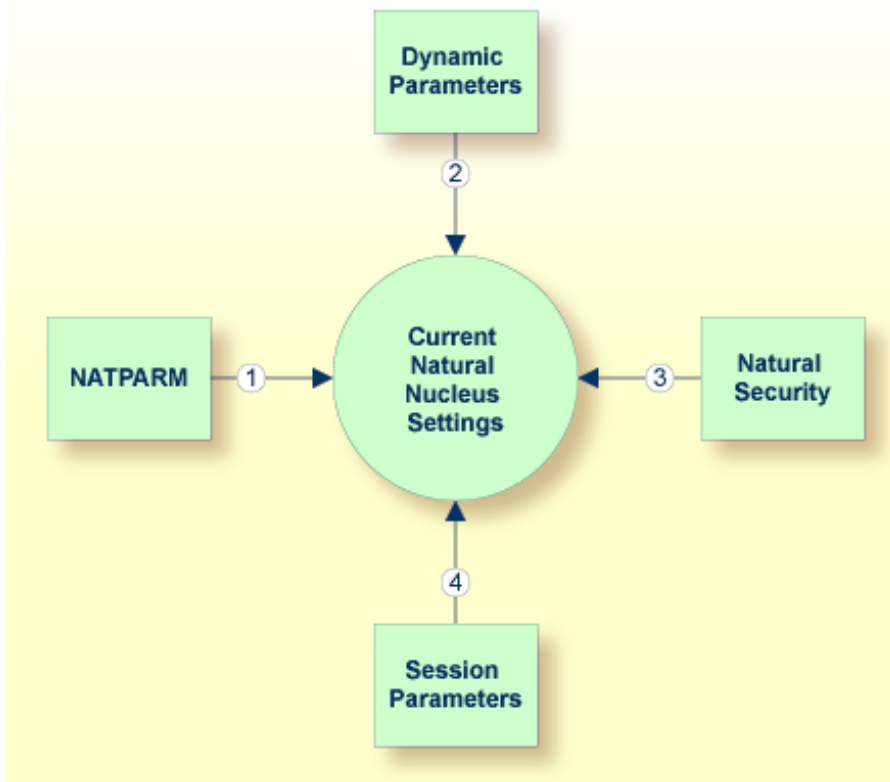 Dynamic
Parameters
2
NATPARM
1
Current
Natural
Nucleus
Settings
3
Natural
Security
4
Session
Parameters